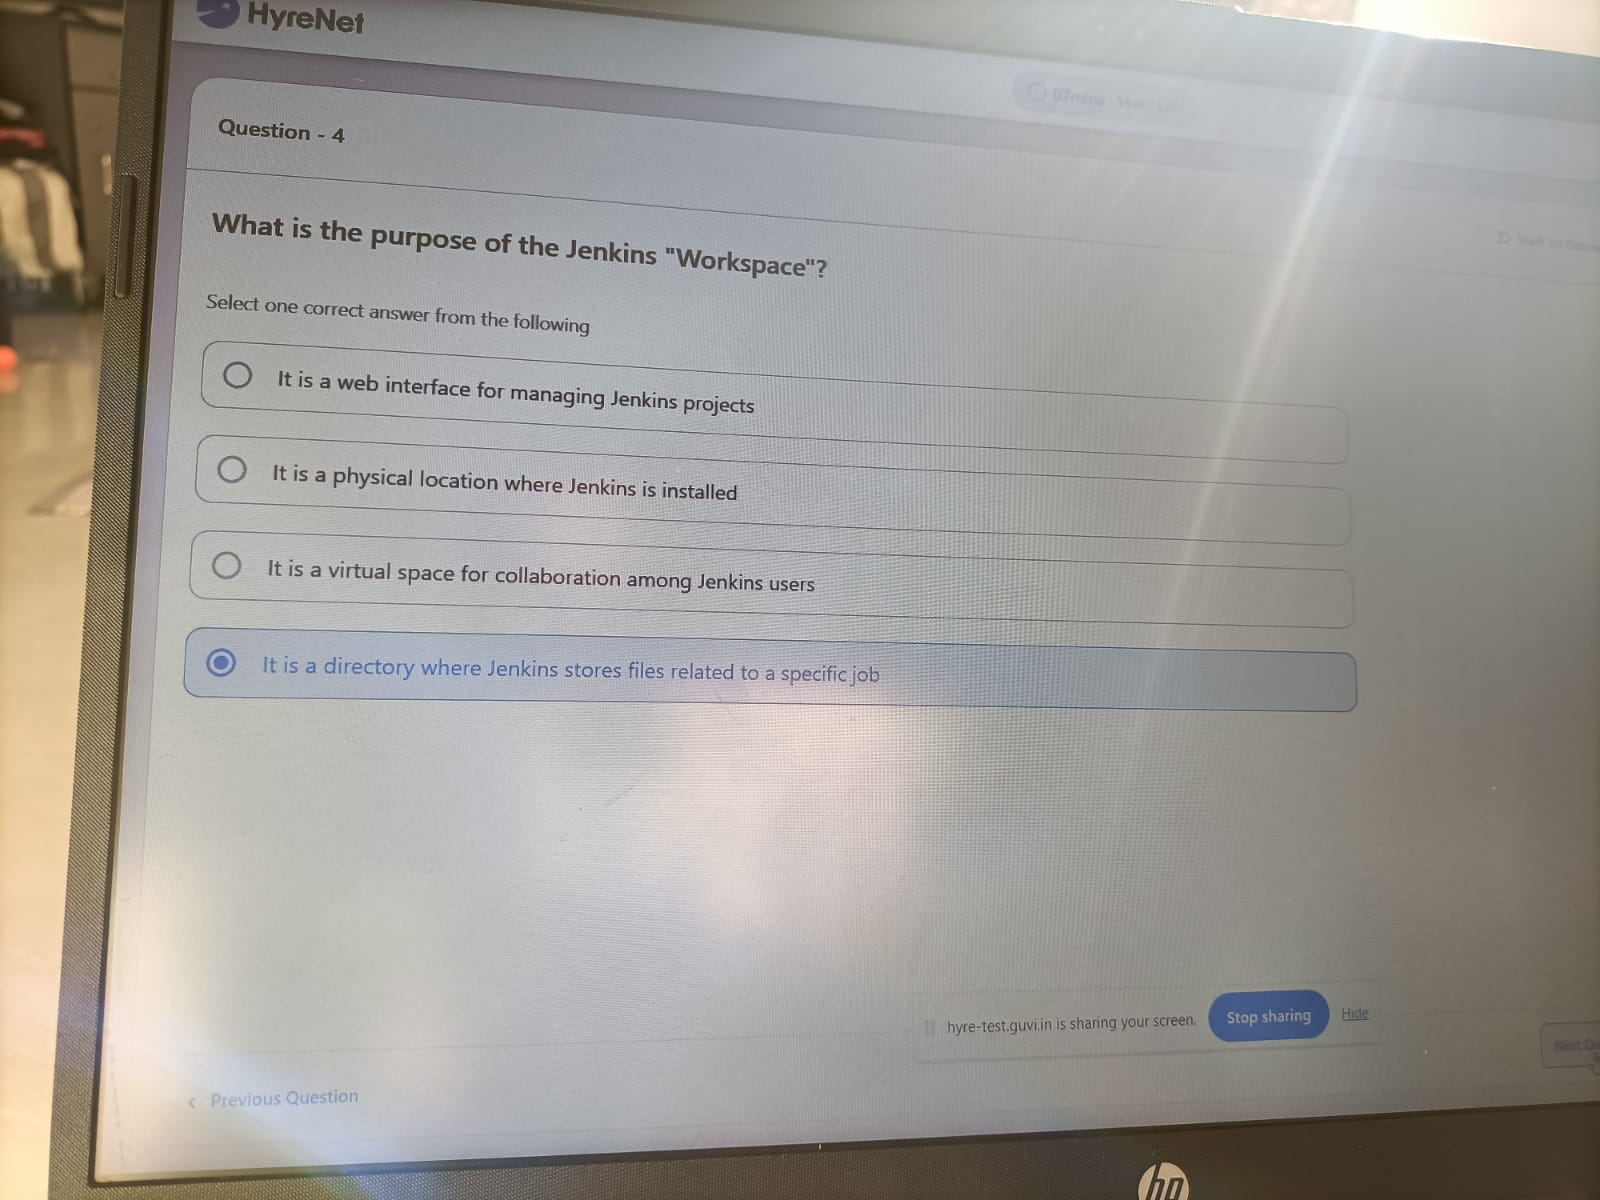 HyreNet
07mins : 14sec Left
Question - 4
What is the purpose of the Jenkins "Workspace"?
Select one correct answer from the following
It is a web interface for managing Jenkins projects
It is a physical location where Jenkins is installed
It is a virtual space for collaboration among Jenkins users
It is a directory where Jenkins stores files related to a specific job
hyre-test.guvi.in is sharing your screen.
Stop sharing
Hide
Next
< Previous Question
hp